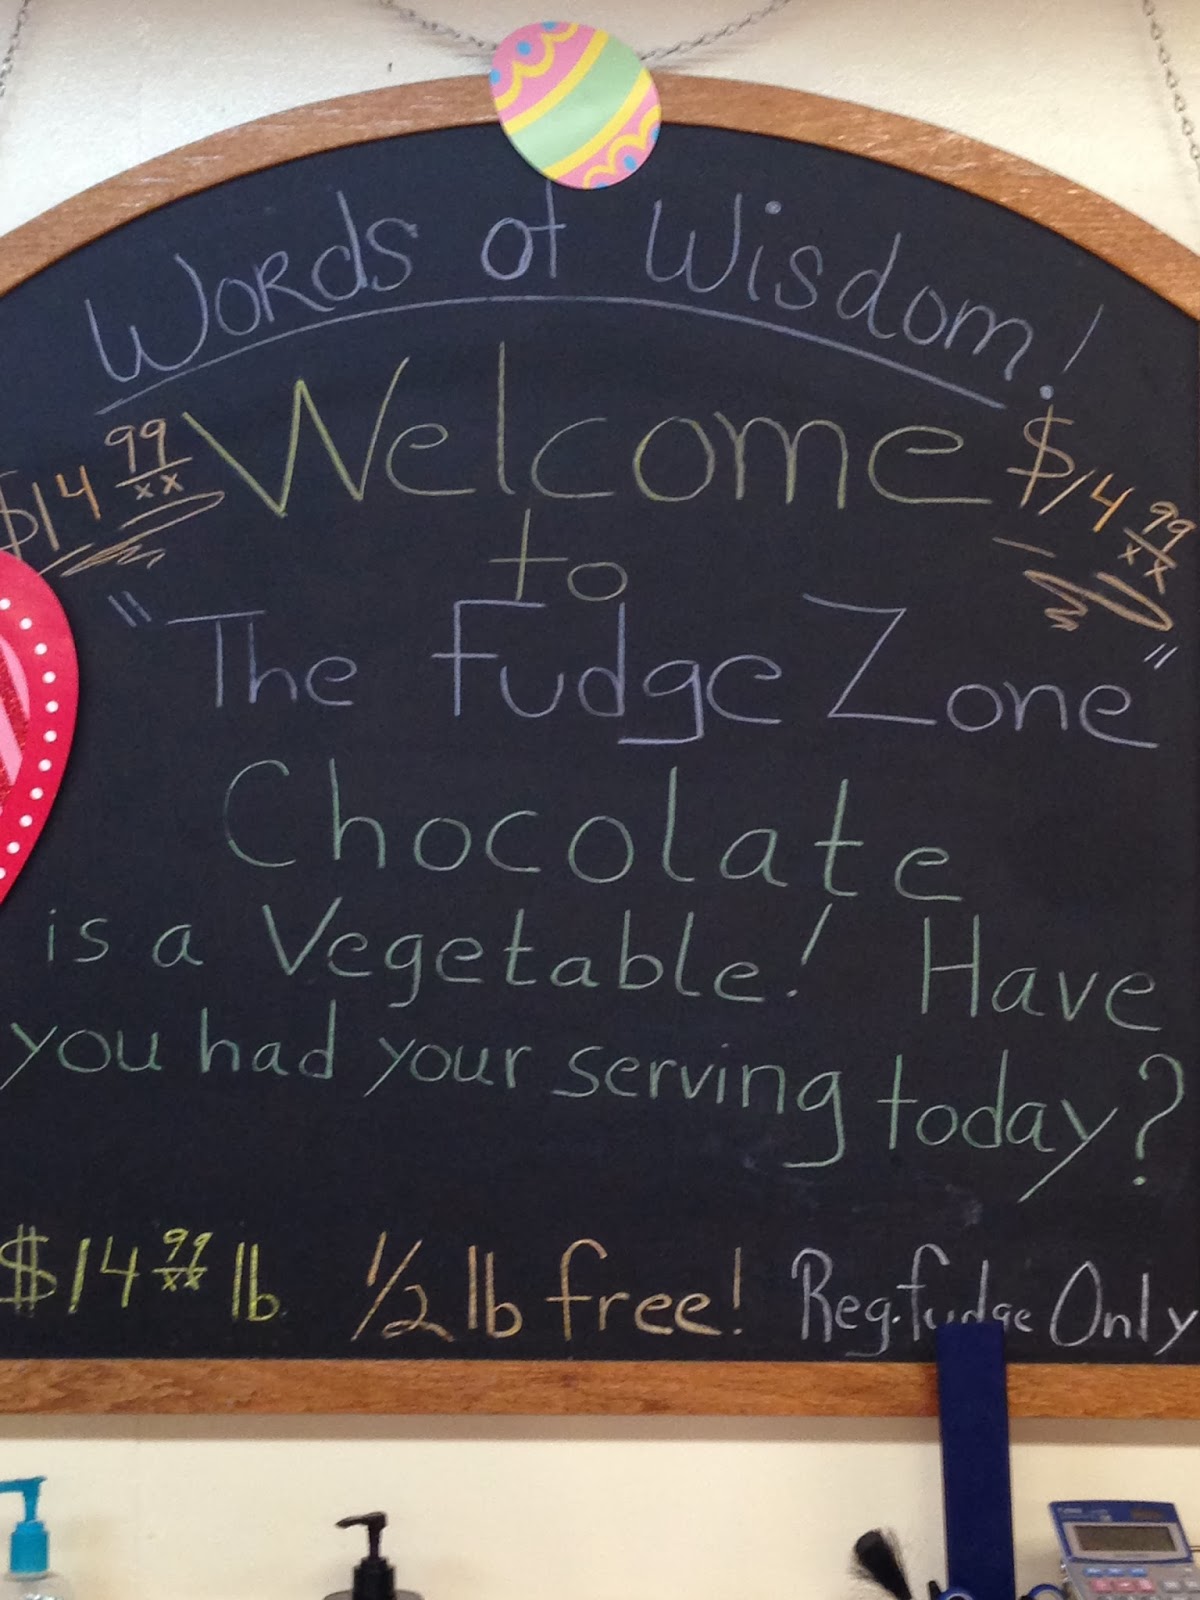 Words of Wisdom!
$14 99/xx Welcome $14 99/xx
to
"The Fudge Zone"
Chocolate
is a Vegetable! Have
you had your serving today?
$14 99/xx lb. 1/2 lb free! Reg. fudge Only